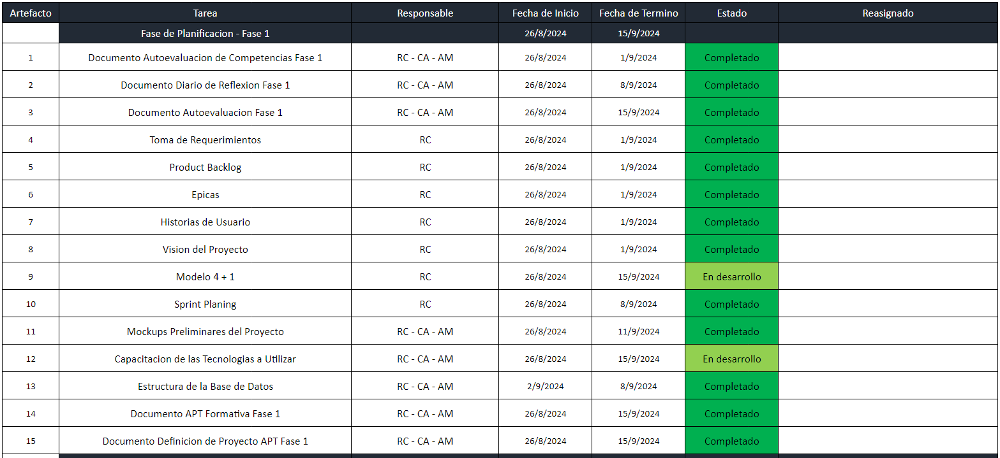 Artefacto Tarea Responsable Fecha de Inicio Fecha de Termino Estado Reasignado
Fase de Planificacion - Fase 1 26/8/2024 15/9/2024
1 Documento Autoevaluacion de Competencias Fase 1 RC - CA - AM 26/8/2024 1/9/2024 Completado
2 Documento Diario de Reflexion Fase 1 RC - CA - AM 26/8/2024 8/9/2024 Completado
3 Documento Autoevaluacion Fase 1 RC - CA - AM 26/8/2024 15/9/2024 Completado
4 Toma de Requerimientos RC 26/8/2024 1/9/2024 Completado
5 Product Backlog RC 26/8/2024 1/9/2024 Completado
6 Epicas RC 26/8/2024 1/9/2024 Completado
7 Historias de Usuario RC 26/8/2024 1/9/2024 Completado
8 Vision del Proyecto RC 26/8/2024 1/9/2024 Completado
9 Modelo 4 + 1 RC 26/8/2024 15/9/2024 En desarrollo
10 Sprint Planing RC 26/8/2024 8/9/2024 Completado
11 Mockups Preliminares del Proyecto RC - CA - AM 26/8/2024 11/9/2024 Completado
12 Capacitacion de las Tecnologias a Utilizar RC - CA - AM 26/8/2024 15/9/2024 En desarrollo
13 Estructura de la Base de Datos RC - CA - AM 2/9/2024 8/9/2024 Completado
14 Documento APT Formativa Fase 1 RC - CA - AM 26/8/2024 15/9/2024 Completado
15 Documento Definicion de Proyecto APT Fase 1 RC - CA - AM 26/8/2024 15/9/2024 Completado